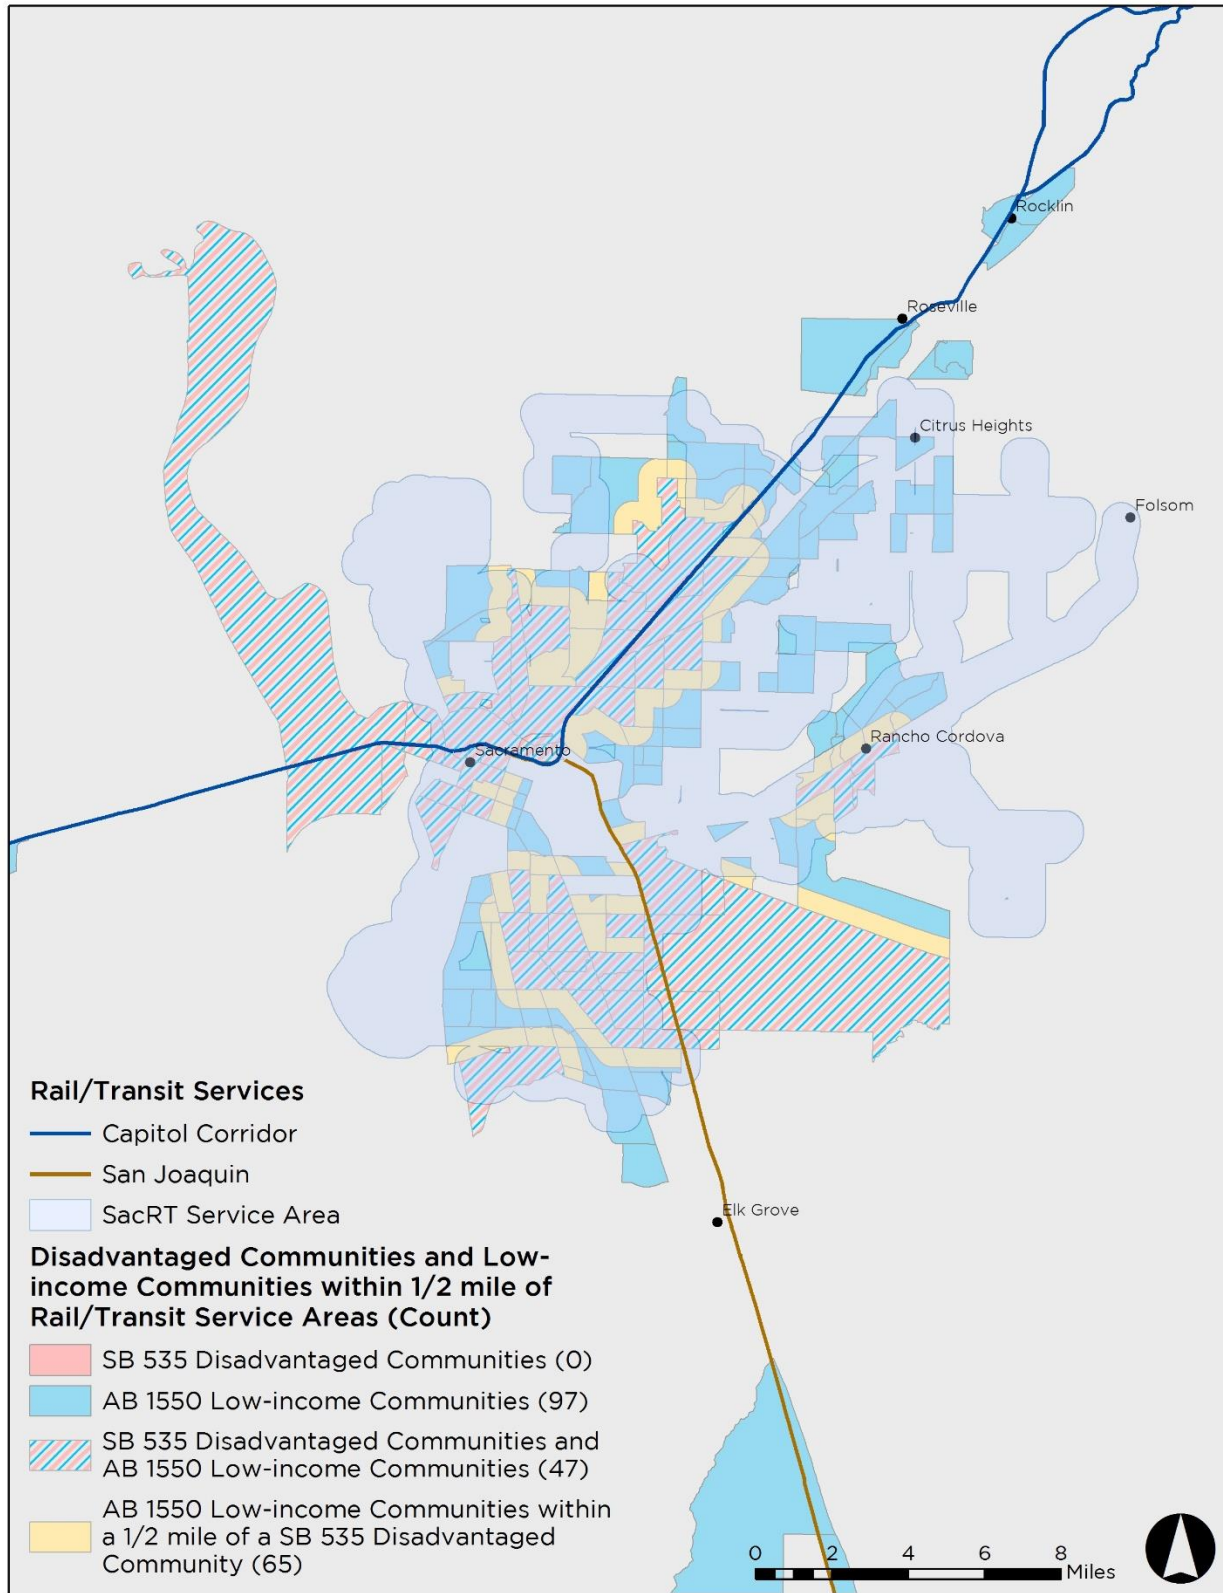 Rocklin
Roseville
Citrus Heights
Folsom
Rancho Cordova
Sacramento
Elk Grove
Rail/Transit Services
Capitol Corridor
San Joaquin
SacRT Service Area
Disadvantaged Communities and Low-
income Communities within 1/2 mile of
Rail/Transit Service Areas (Count)
SB 535 Disadvantaged Communities (0)
AB 1550 Low-income Communities (97)
SB 535 Disadvantaged Communities and
AB 1550 Low-income Communities (47)
AB 1550 Low-income Communities within
a 1/2 mile of a SB 535 Disadvantaged
Community (65)
0 2 4 6 8
Miles